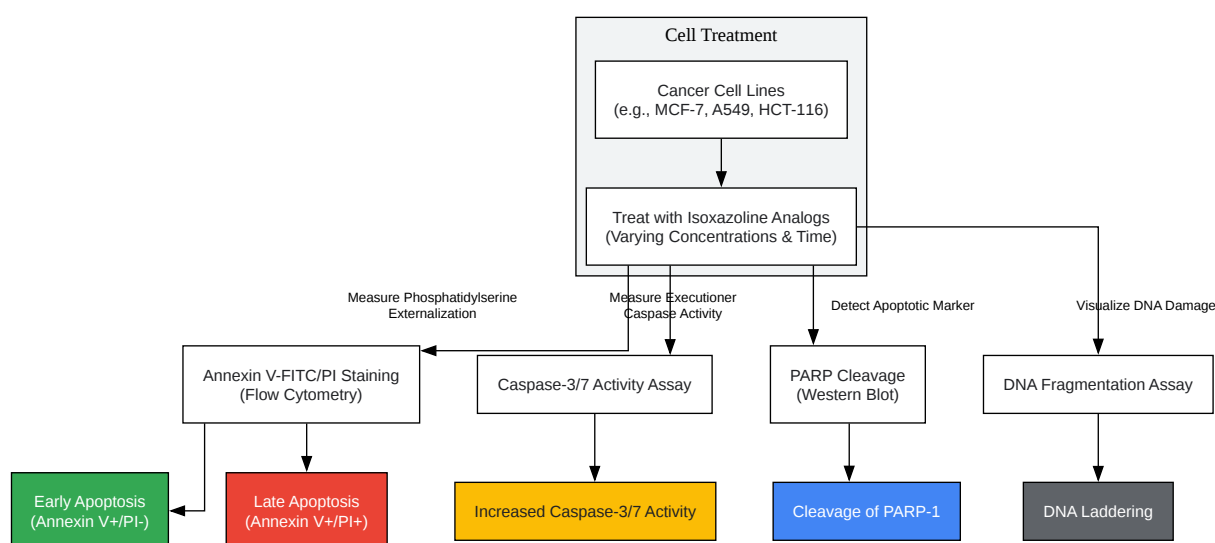 Cell Treatment
Cancer Cell Lines
(e.g., MCF-7, A549, HCT-116)
Treat with Isoxazoline Analogs
(Varying Concentrations & Time)
Measure Phosphatidylserine
Externalization
Measure Executioner
Caspase Activity
Detect Apoptotic Marker
Visualize DNA Damage
Annexin V-FITC/PI Staining
(Flow Cytometry)
Caspase-3/7 Activity Assay
PARP Cleavage
(Western Blot)
DNA Fragmentation Assay
Early Apoptosis
(Annexin V+/PI-)
Late Apoptosis
(Annexin V+/PI+)
Increased Caspase-3/7 Activity
Cleavage of PARP-1
DNA Laddering